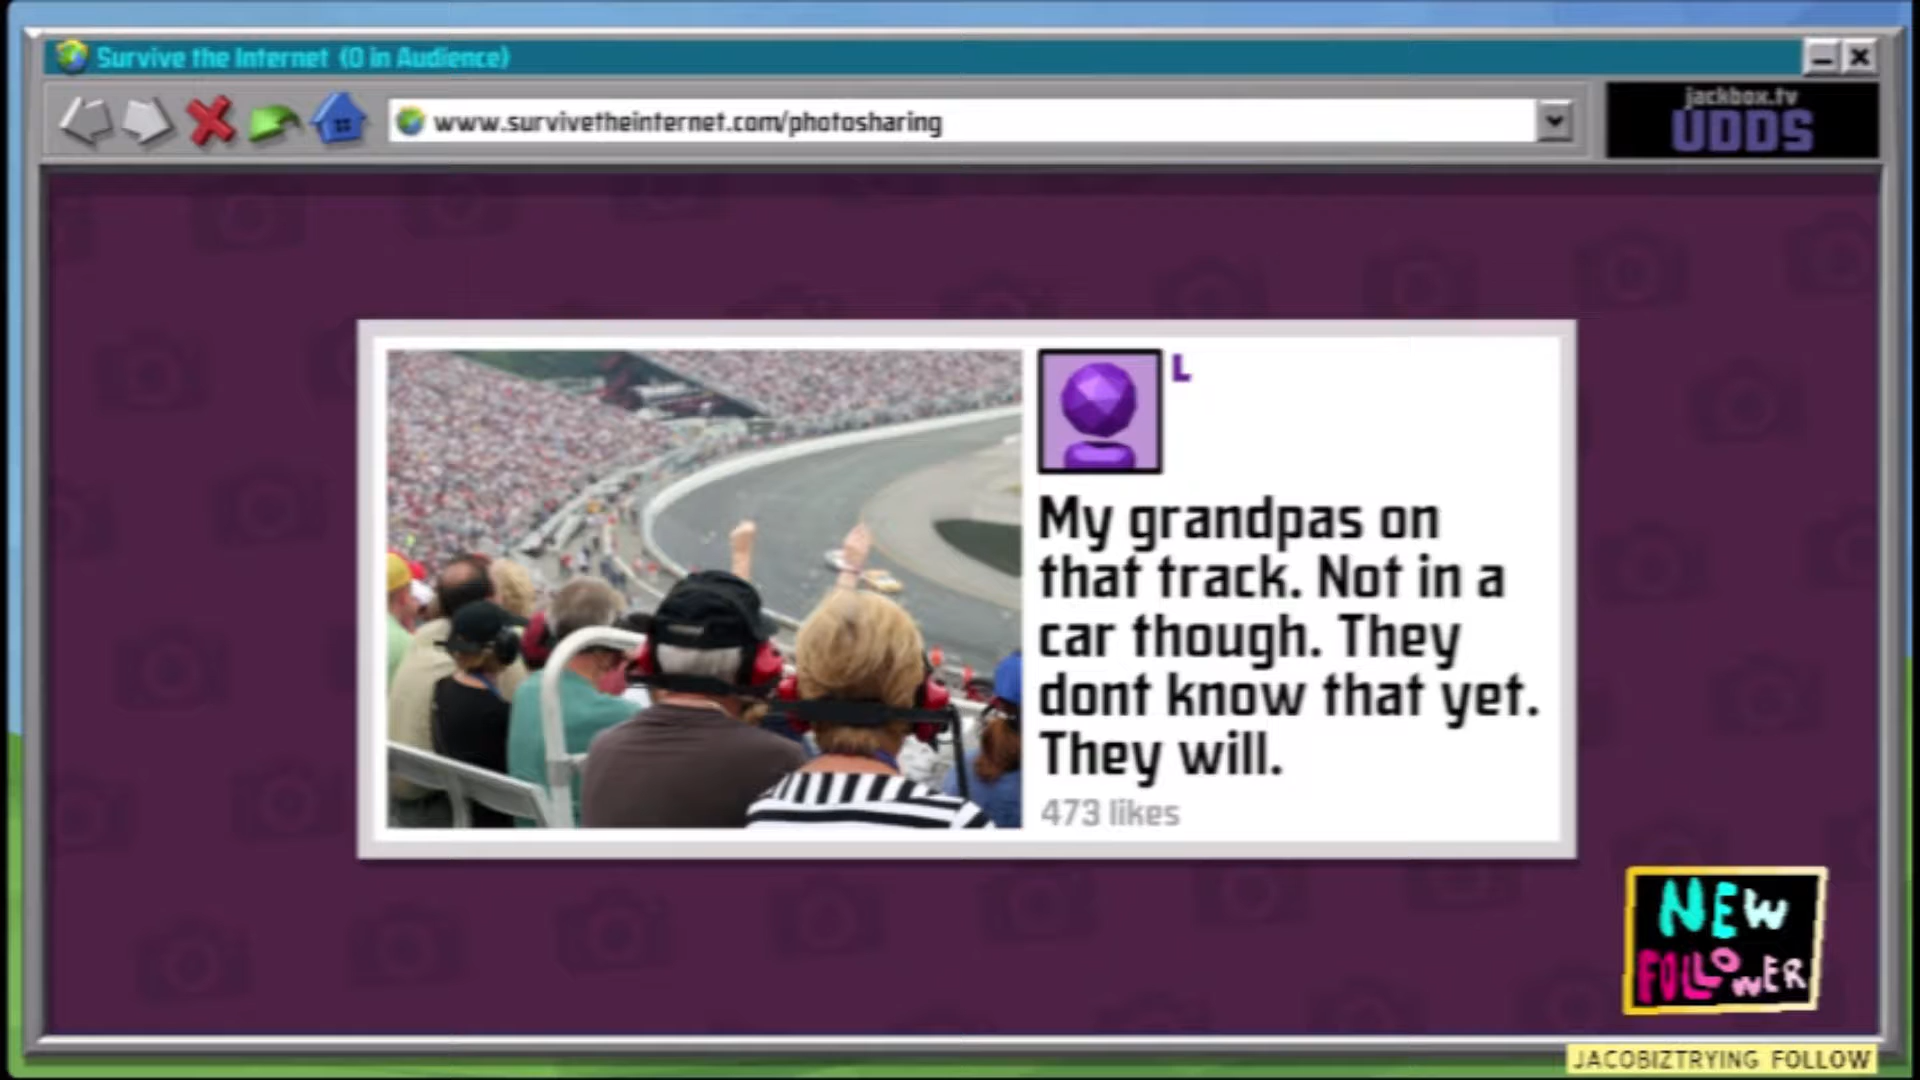 Survive the Internet (0 in Audience)
www.survivetheinternet.com/photosharing
jackbox.tv
UDDS
L
My grandpas on
that track. Not in a
car though. They
dont know that yet.
They will.
473 likes
NEW
FOLLOWER
JACOBIZTRYING FOLLOW